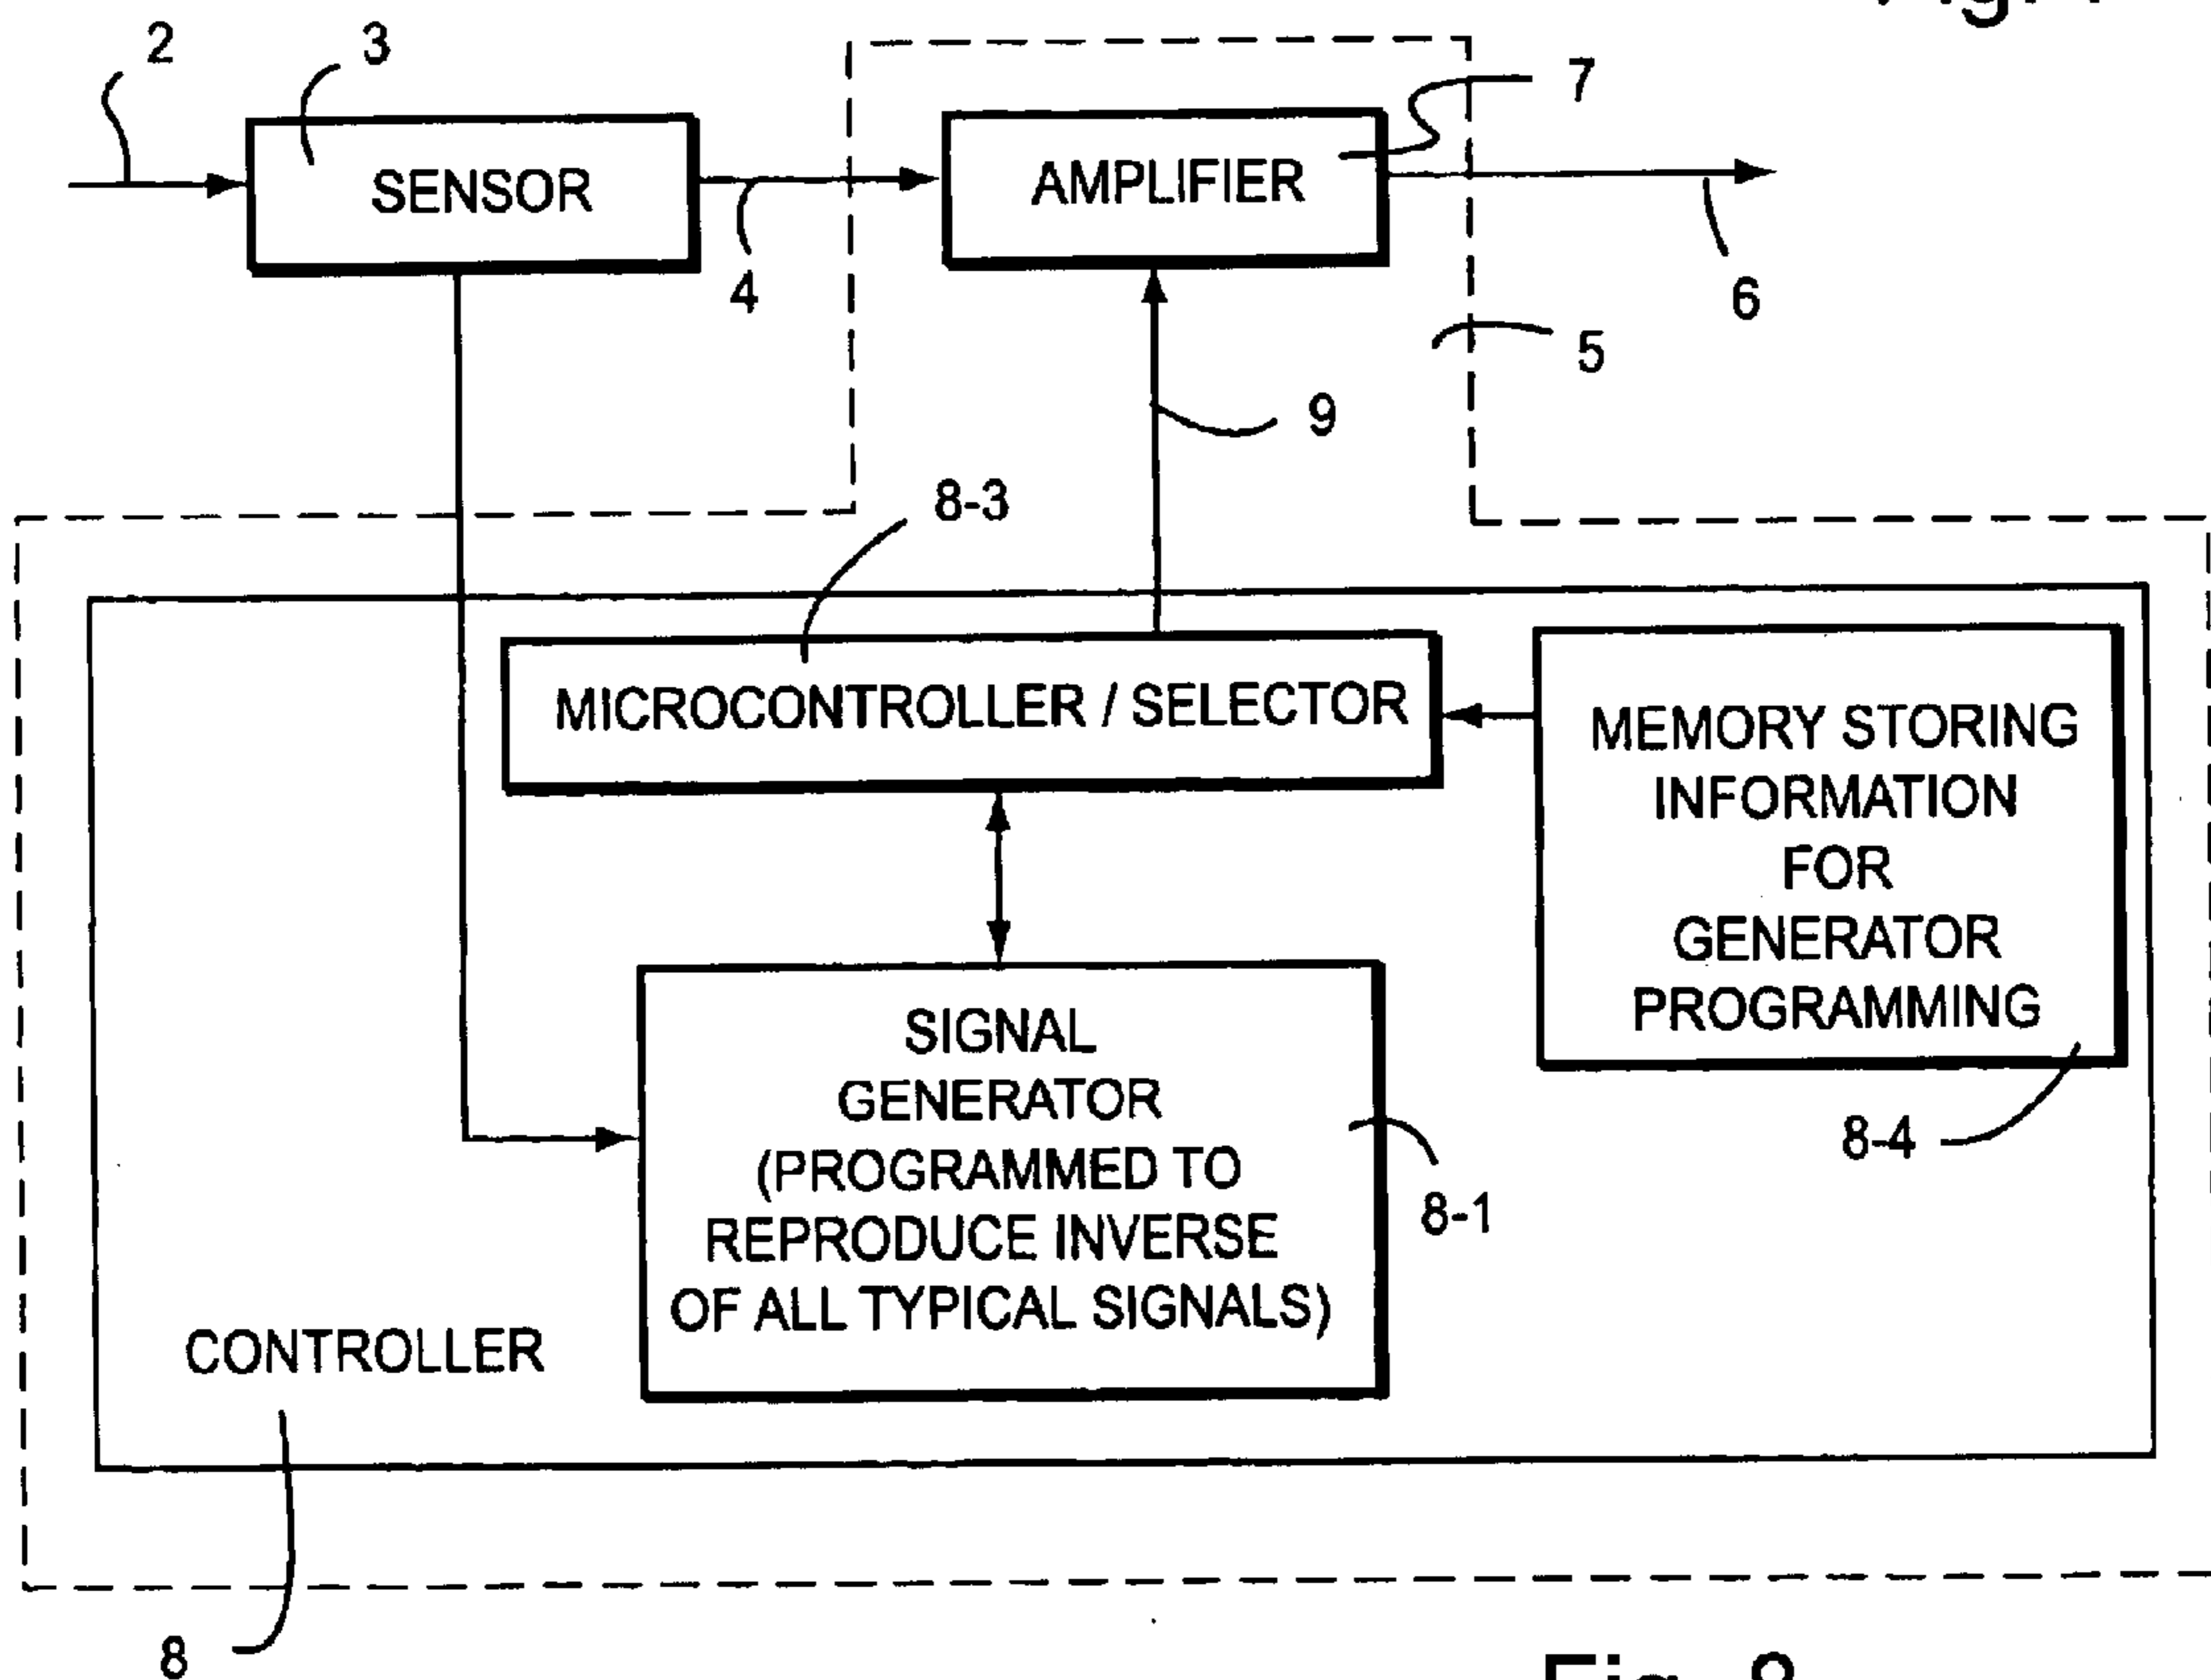 2
3
SENSOR
4
AMPLIFIER
7
6
5
9
8-3
MICROCONTROLLER / SELECTOR
MEMORY STORING
INFORMATION
FOR
GENERATOR
PROGRAMMING
8-4
SIGNAL
GENERATOR
(PROGRAMMED TO
REPRODUCE INVERSE
OF ALL TYPICAL SIGNALS)
8-1
CONTROLLER
8